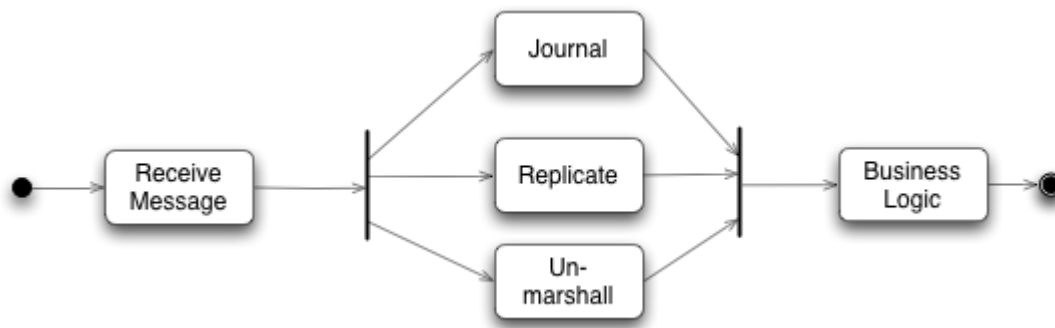 Receive
Message
Journal
Replicate
Un-
marshall
Business
Logic